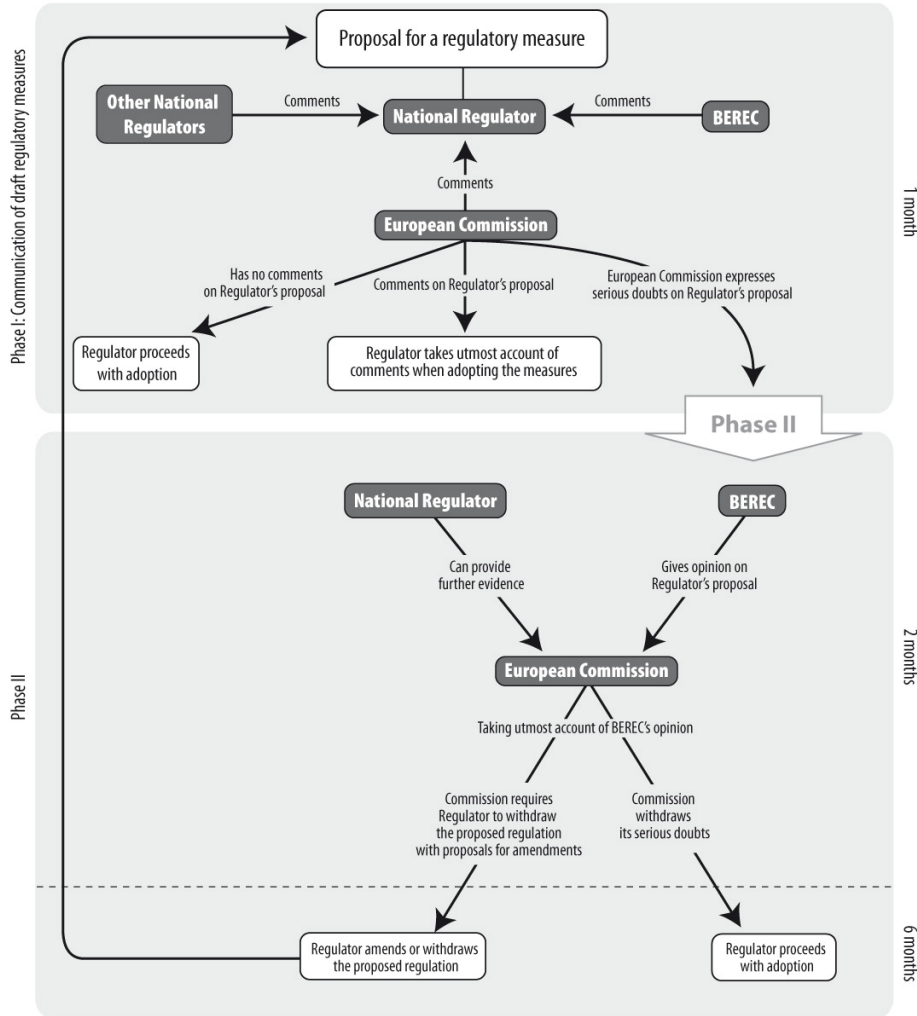 Proposal for a regulatory measure
Other National
Regulators
Comments
National Regulator
Comments
BEREC
Comments
European Commission
Has no comments
on Regulator's proposal
Comments on Regulator's proposal
European Commission expresses
serious doubts on Regulator's proposal
Regulator proceeds
with adoption
Regulator takes utmost account of
comments when adopting the measures
Phase I: Communication of draft regulatory measures
1 month
Phase II
National Regulator
BEREC
Can provide
further evidence
Gives opinion on
Regulator's proposal
European Commission
Taking utmost account of BEREC's opinion
Commission requires
Regulator to withdraw
the proposed regulation
with proposals for amendments
Commission
withdraws
its serious doubts
Phase II
2 months
Regulator amends or withdraws
the proposed regulation
Regulator proceeds
with adoption
6 months